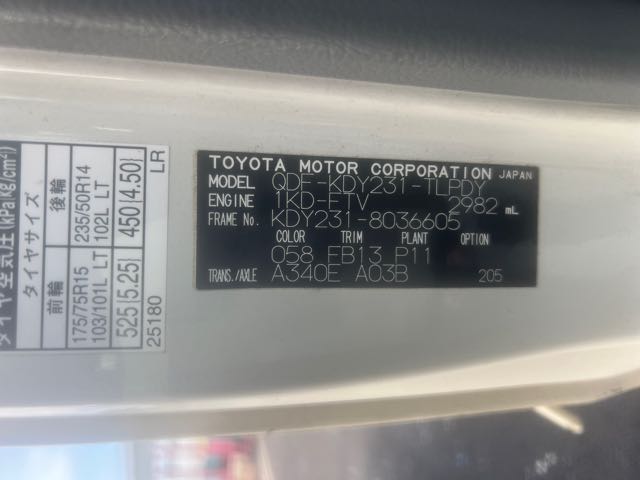 TOYOTA MOTOR CORPORATION JAPAN
MODEL QDF-KDY231-TLPDY
ENGINE 1KD-FTV 2982 mL
FRAME No. KDY231-8036605
COLOR TRIM PLANT OPTION
058 FB13 P11
TRANS./AXLE A340E A03B 205
タイヤ空気圧(kPa{kg/cm²})
タイヤサイズ
前輪 後輪
175/75R15 235/50R14
103/101L LT 102L LT
525{5.25} 450{4.50}
25180 LR